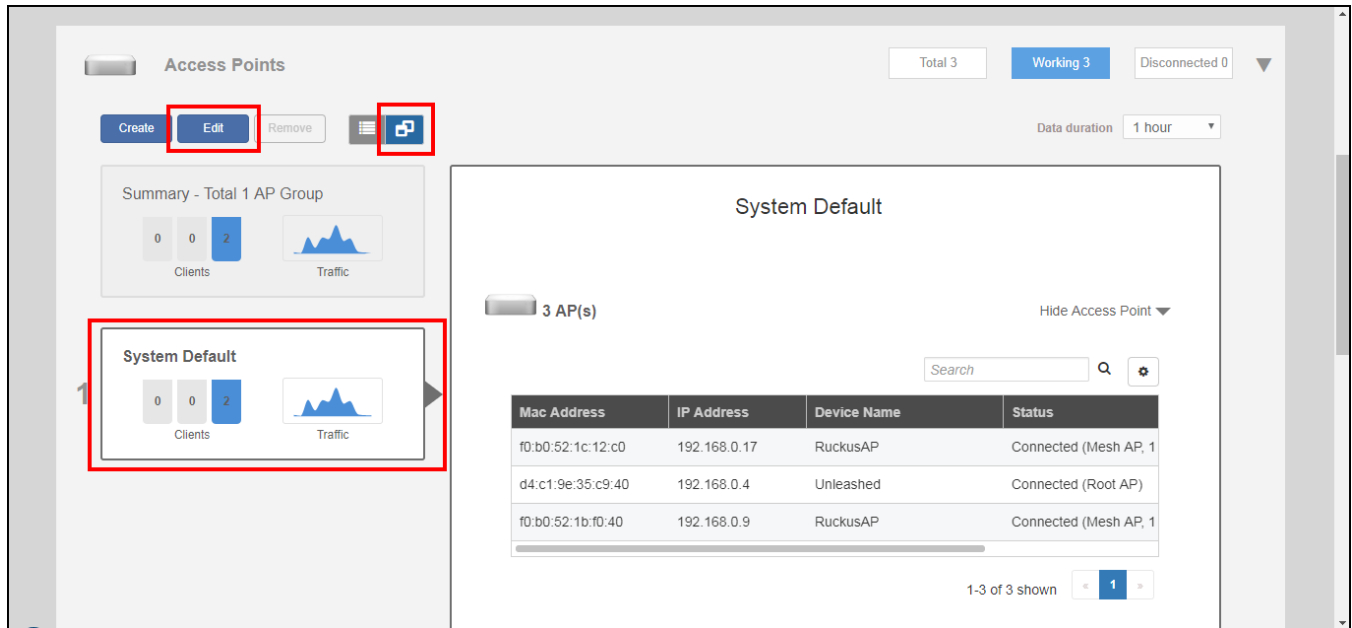 Access Points
Total 3 Working 3 Disconnected 0
Create Edit Remove
Data duration 1 hour
Summary - Total 1 AP Group
0 0 2
Clients Traffic
1
System Default
0 0 2
Clients Traffic
System Default
3 AP(s)
Hide Access Point
Search
Mac Address IP Address Device Name Status
f0:b0:52:1c:12:c0 192.168.0.17 RuckusAP Connected (Mesh AP, 1
d4:c1:9e:35:c9:40 192.168.0.4 Unleashed Connected (Root AP)
f0:b0:52:1b:f0:40 192.168.0.9 RuckusAP Connected (Mesh AP, 1
1-3 of 3 shown « 1 »